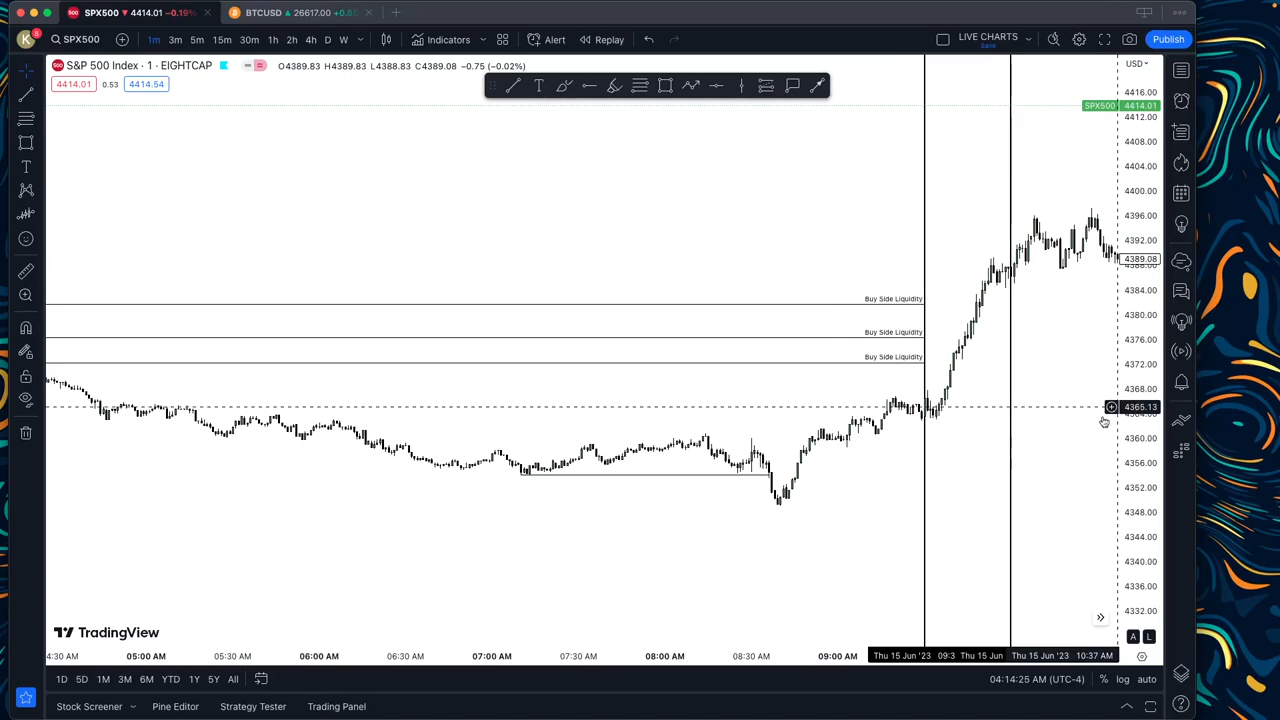 SPX500 ▼ 4414.01 −0.19%
BTCUSD ▲ 26617.00 +0.8
K 8 SPX500 1m 3m 5m 15m 30m 1h 2h 4h D W Indicators Alert Replay LIVE CHARTS Save Publish
S&P 500 Index · 1 · EIGHTCAP O4389.83 H4389.83 L4388.83 C4389.08 −0.75 (−0.02%)
4414.01 0.53 4414.54
USD
4416.00
SPX500 4414.01
4412.00
4408.00
4404.00
4400.00
4396.00
4392.00
4389.08
4384.00
Buy Side Liquidity
4380.00
Buy Side Liquidity
4376.00
Buy Side Liquidity
4372.00
4368.00
4365.13
4360.00
4356.00
4352.00
4348.00
4344.00
4340.00
4336.00
4332.00
TradingView
A L
4:30 AM 05:00 AM 05:30 AM 06:00 AM 06:30 AM 07:00 AM 07:30 AM 08:00 AM 08:30 AM 09:00 AM Thu 15 Jun '23 09:3 Thu 15 Jun Thu 15 Jun '23 10:37 AM
1D 5D 1M 3M 6M YTD 1Y 5Y All 04:14:25 AM (UTC-4) % log auto
Stock Screener Pine Editor Strategy Tester Trading Panel